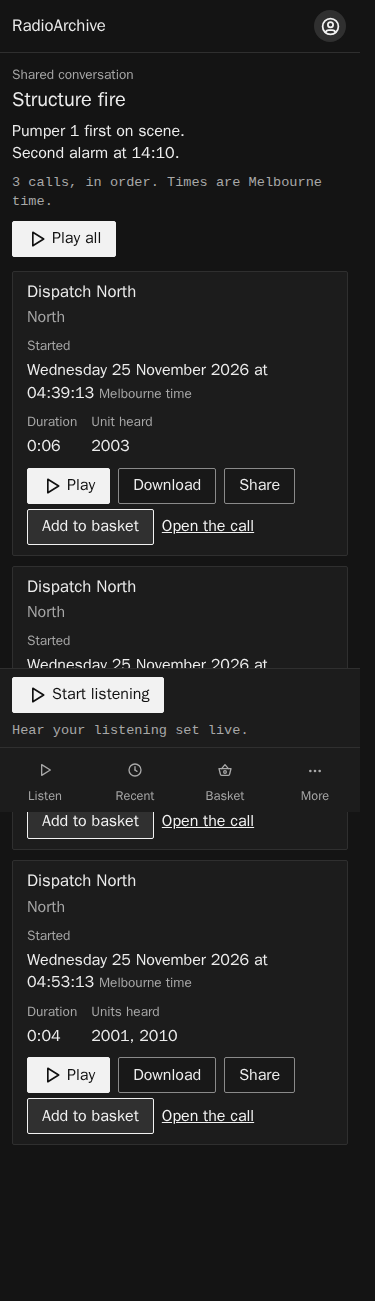 RadioArchive
Shared conversation
Structure fire
Pumper 1 first on scene.
Second alarm at 14:10.
3 calls, in order. Times are Melbourne
time.
Play all
Dispatch North
North
Started
Wednesday 25 November 2026 at
04:39:13 Melbourne time
Duration Unit heard
0:06 2003
Play Download Share
Add to basket Open the call
Dispatch North
North
Started
Wednesday 25 November 2026 at
Start listening
Hear your listening set live.
Listen Recent Basket More
Add to basket Open the call
Dispatch North
North
Started
Wednesday 25 November 2026 at
04:53:13 Melbourne time
Duration Units heard
0:04 2001, 2010
Play Download Share
Add to basket Open the call